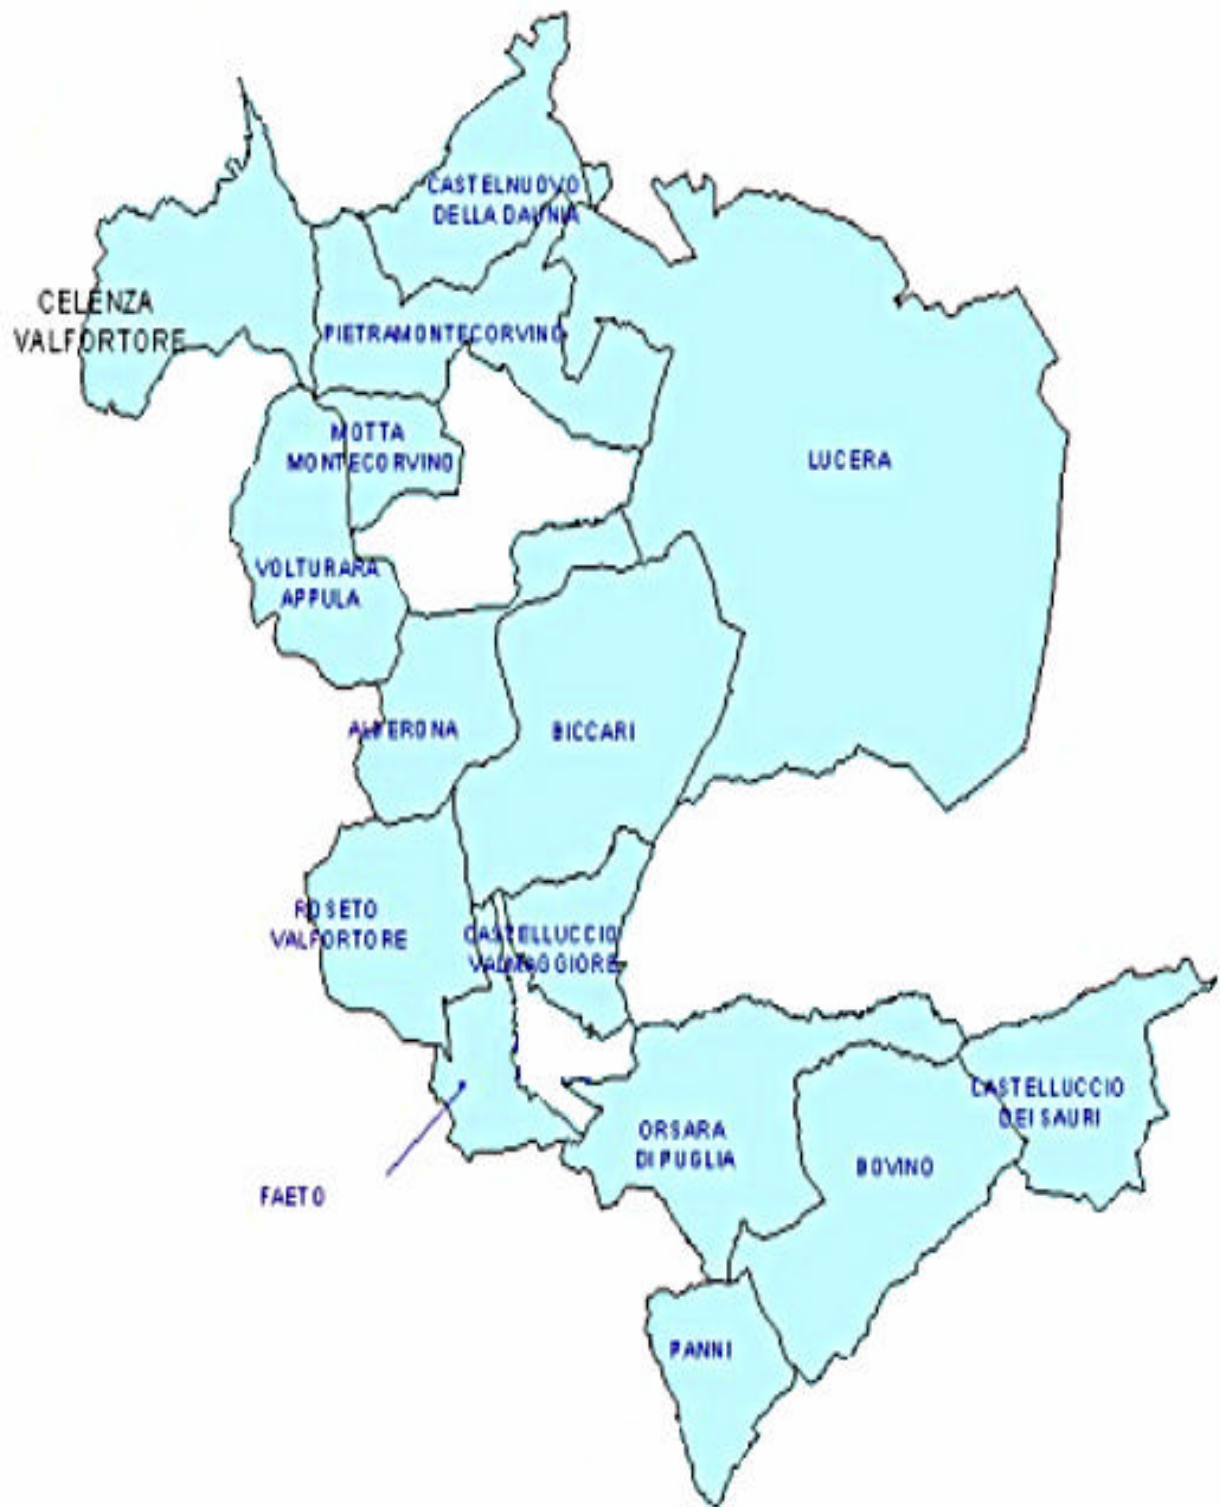 CASTELNUOVO
DELLA DAUNIA
CELENZA
VALFORTORE
PIETRAMONTECORVINO
MOTTA
MONTECORVINO
LUCERA
VOLTURARA
APPULA
ALBERONA
BICCARI
ROSETO
VALFORTORE
CASTELLUCCIO
VALMAGGIORE
CASTELLUCCIO
DEI SAURI
ORSARA
DI PUGLIA
BOVINO
FAETO
PANNI